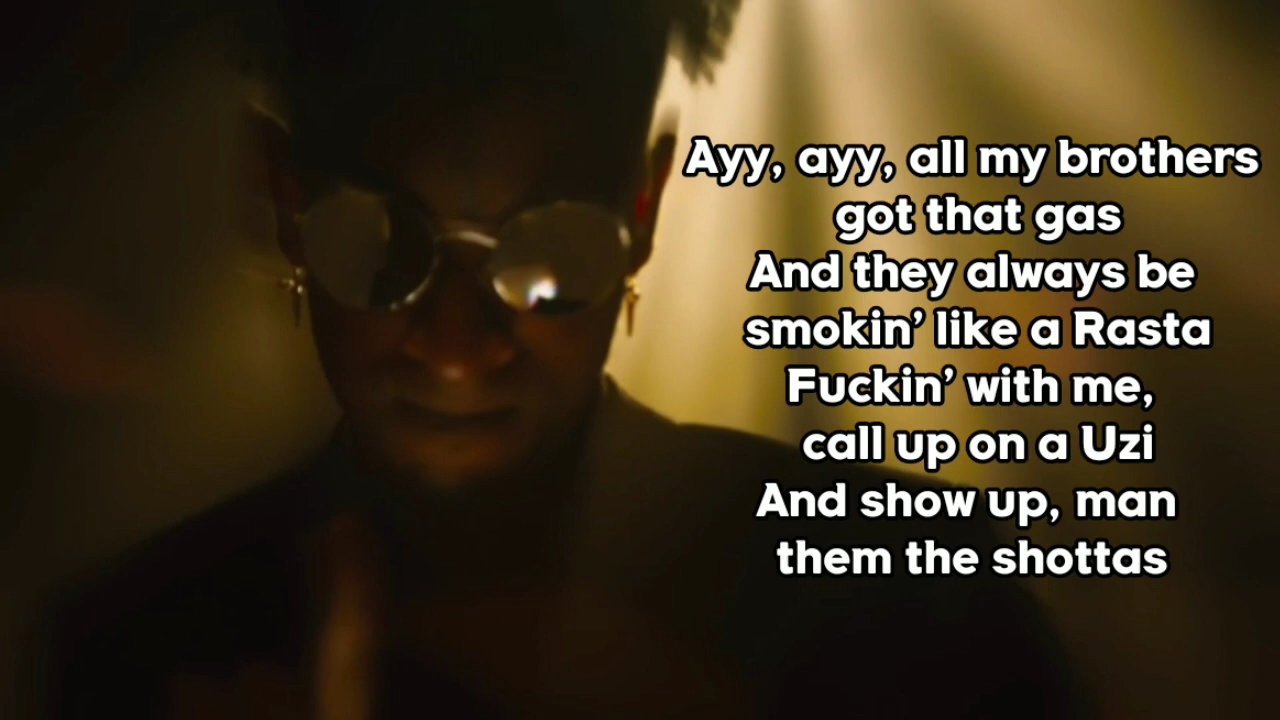 Ayy, ayy, all my brothers
got that gas
And they always be
smokin’ like a Rasta
Fuckin’ with me,
call up on a Uzi
And show up, man
them the shottas